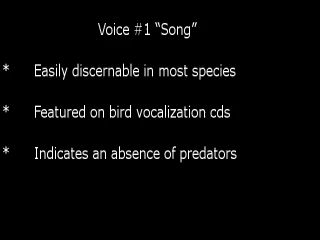 Voice #1 “Song”
* Easily discernable in most species
* Featured on bird vocalization cds
* Indicates an absence of predators